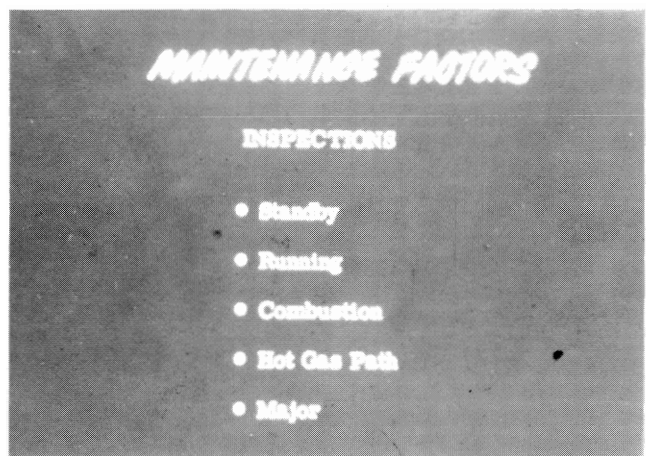 MAINTENANCE FACTORS
INSPECTIONS
• Standby
• Running
• Combustion
• Hot Gas Path
• Major